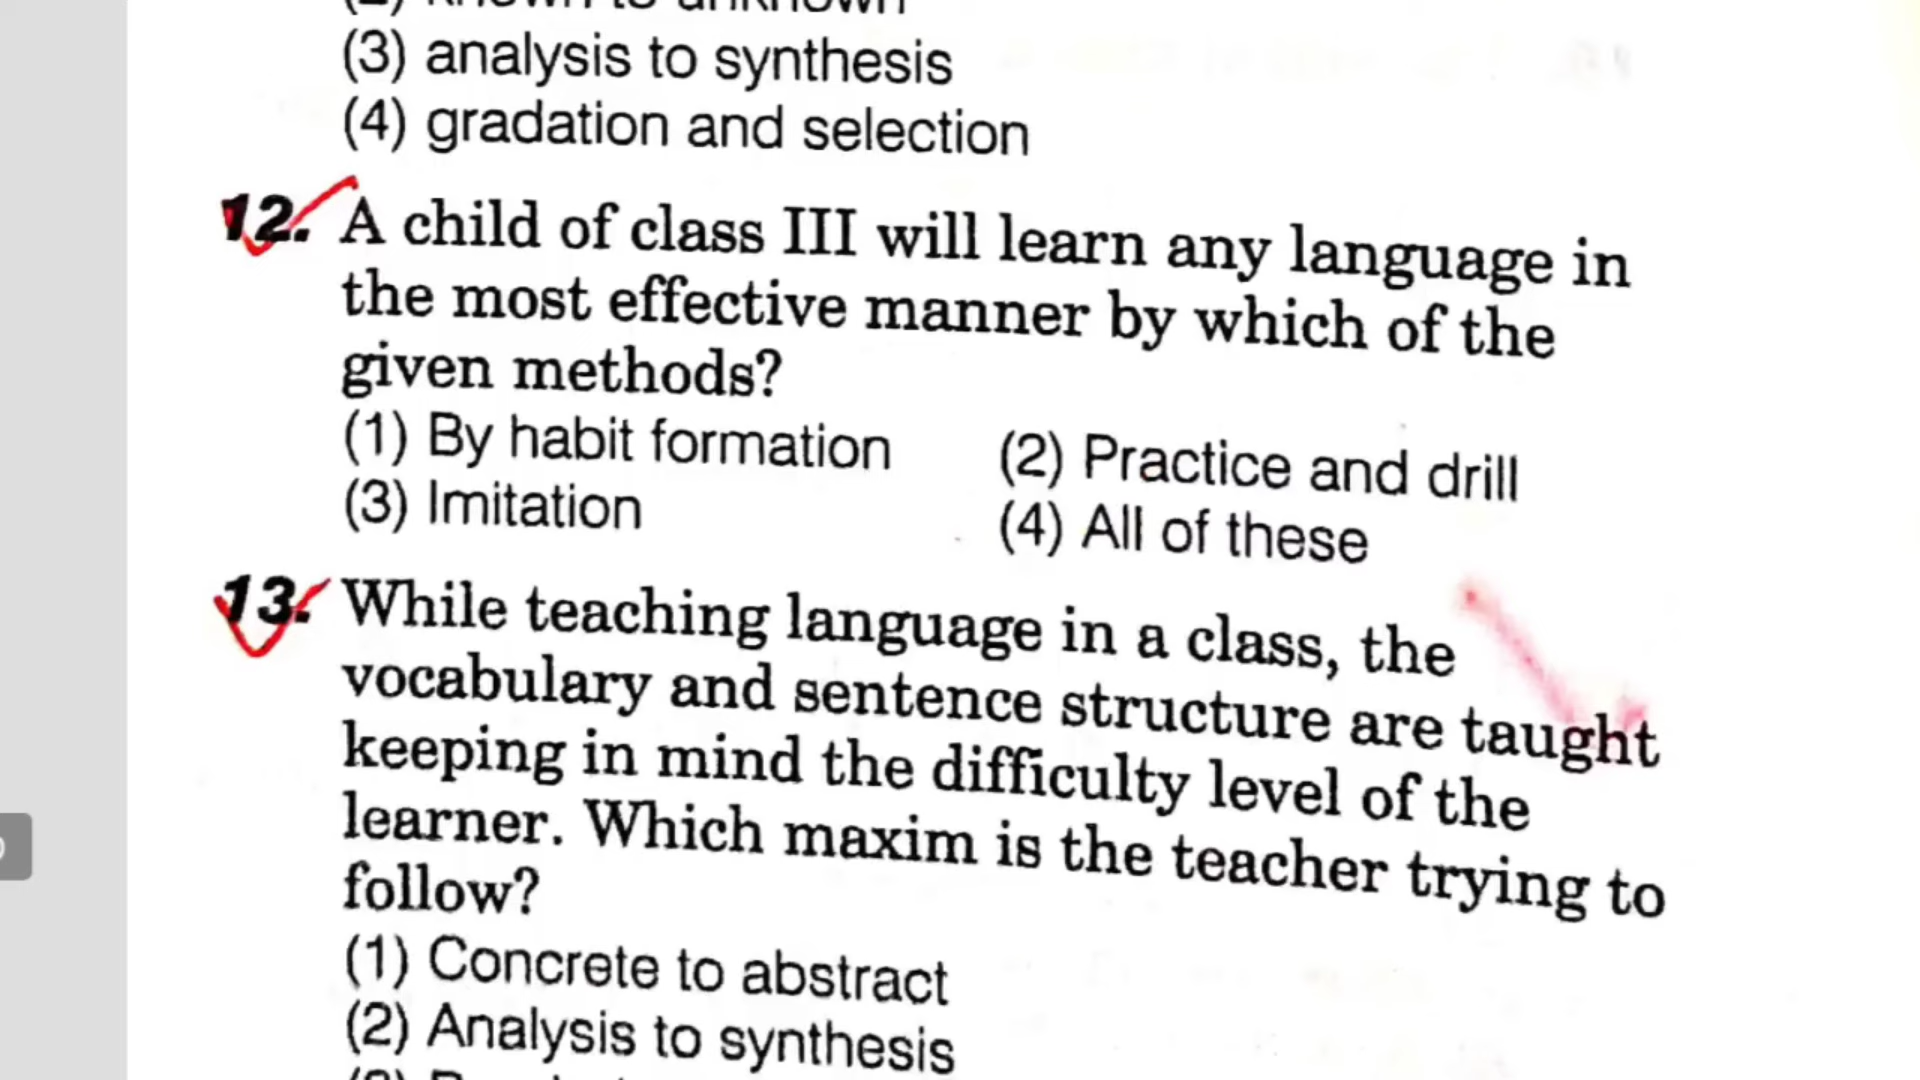 known to unknown
(3) analysis to synthesis
(4) gradation and selection
12. A child of class III will learn any language in
the most effective manner by which of the
given methods?
(1) By habit formation (2) Practice and drill
(3) Imitation (4) All of these
13. While teaching language in a class, the
vocabulary and sentence structure are taught
keeping in mind the difficulty level of the
learner. Which maxim is the teacher trying to
follow?
(1) Concrete to abstract
(2) Analysis to synthesis